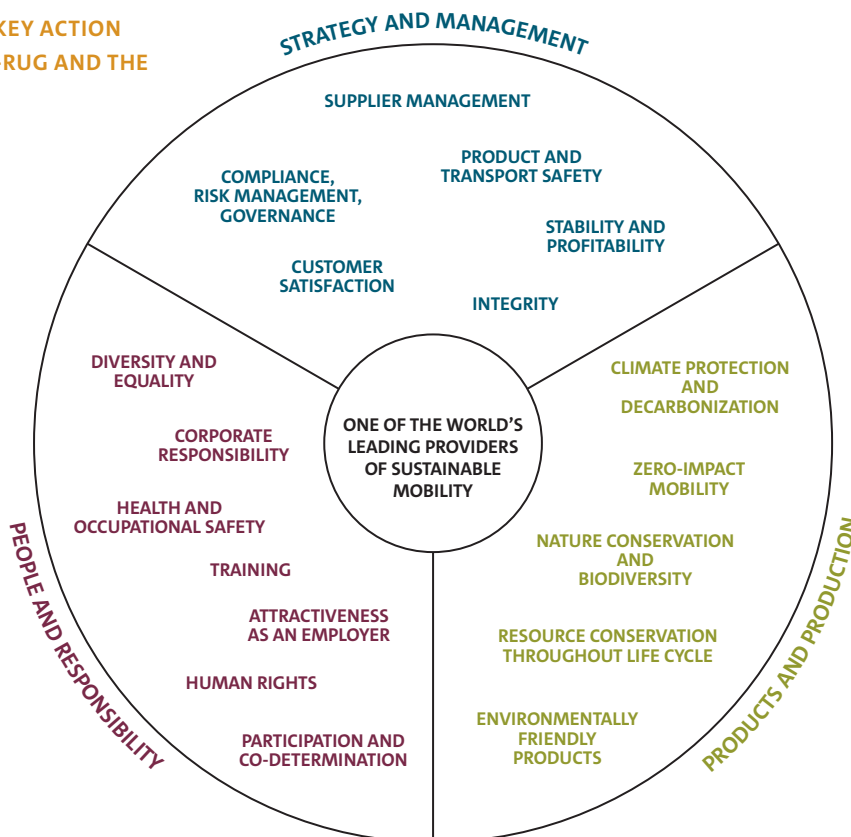 KEY ACTION
RUG AND THE
STRATEGY AND MANAGEMENT
SUPPLIER MANAGEMENT
PRODUCT AND
TRANSPORT SAFETY
COMPLIANCE,
RISK MANAGEMENT,
GOVERNANCE
STABILITY AND
PROFITABILITY
CUSTOMER
SATISFACTION
INTEGRITY
DIVERSITY AND
EQUALITY
CORPORATE
RESPONSIBILITY
HEALTH AND
OCCUPATIONAL SAFETY
TRAINING
ATTRACTIVENESS
AS AN EMPLOYER
HUMAN RIGHTS
PARTICIPATION AND
CO-DETERMINATION
PEOPLE AND RESPONSIBILITY
ONE OF THE WORLD’S
LEADING PROVIDERS
OF SUSTAINABLE
MOBILITY
CLIMATE PROTECTION
AND
DECARBONIZATION
ZERO-IMPACT
MOBILITY
NATURE CONSERVATION
AND
BIODIVERSITY
RESOURCE CONSERVATION
THROUGHOUT LIFE CYCLE
ENVIRONMENTALLY
FRIENDLY
PRODUCTS
PRODUCTS AND PRODUCTION